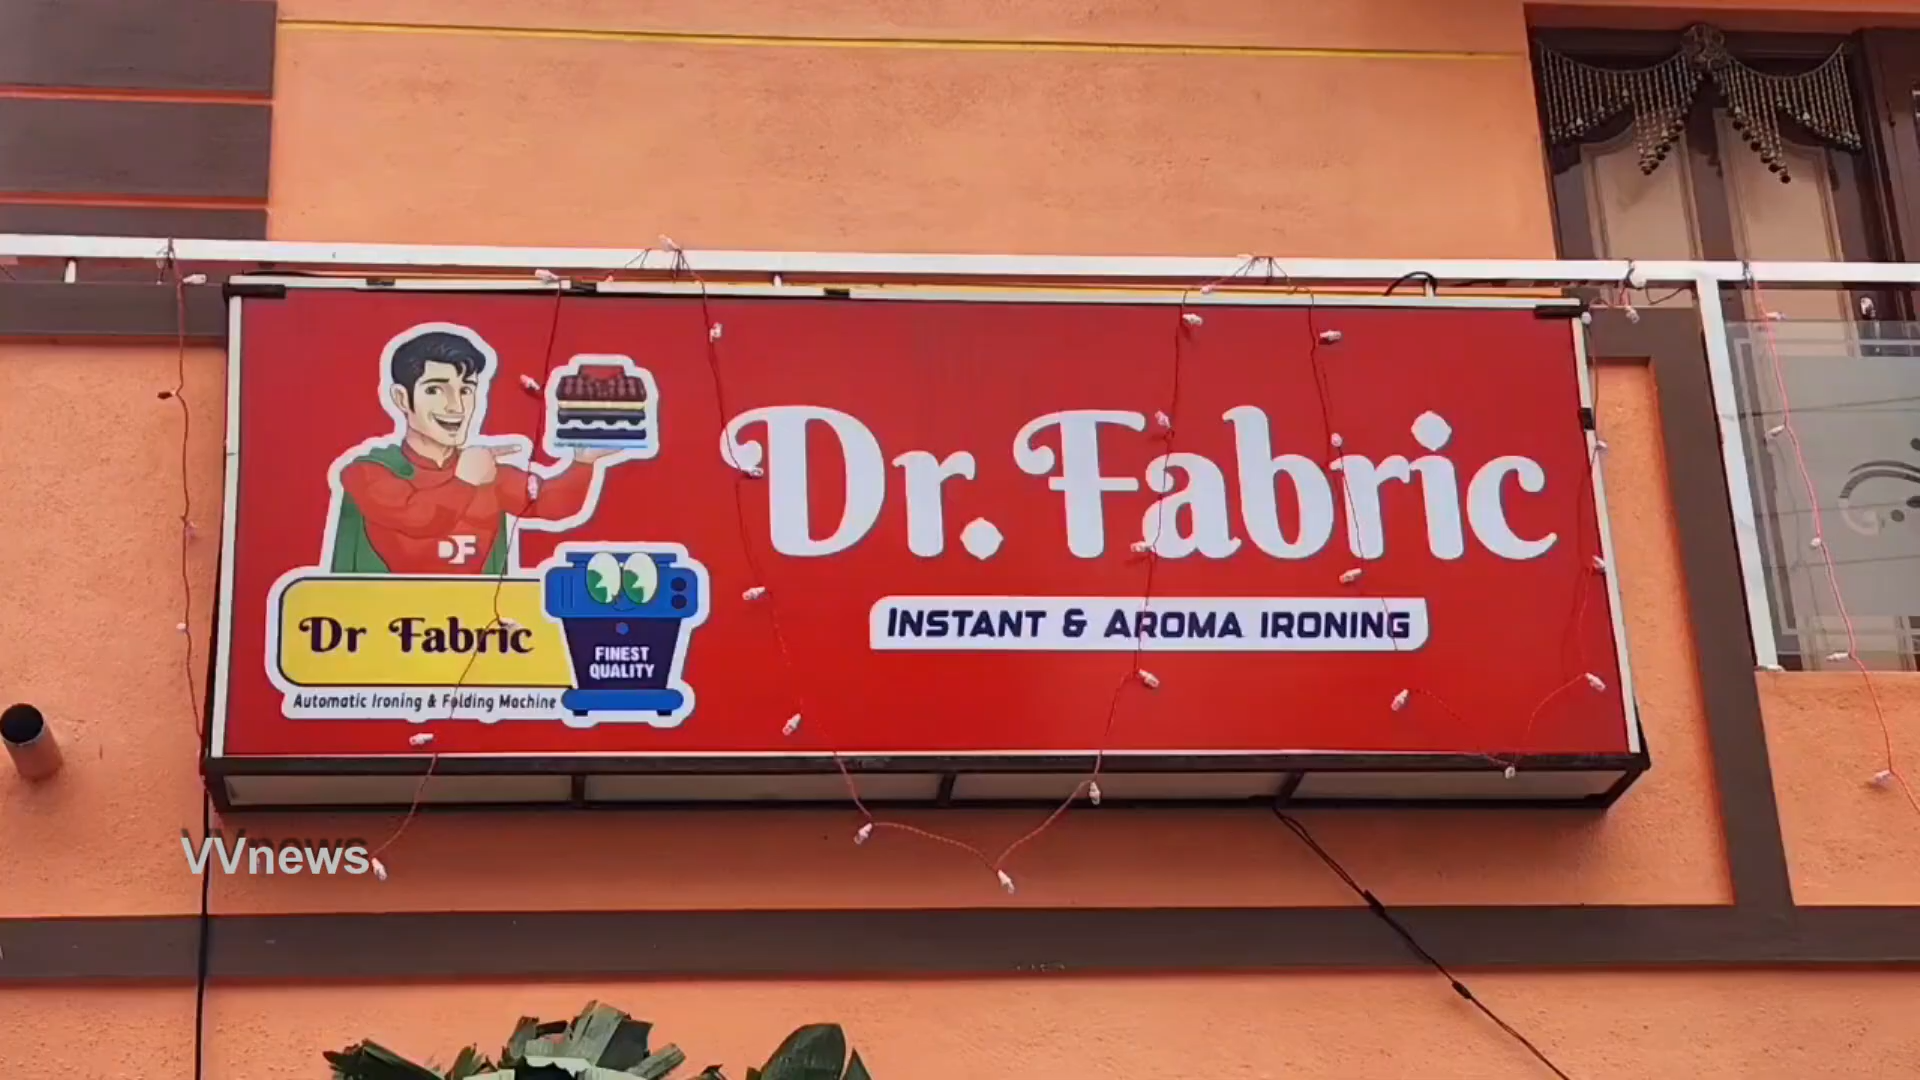 Dr. Fabric
INSTANT & AROMA IRONING
DF
Dr Fabric
FINEST
QUALITY
Automatic Ironing & Folding Machine
VVnews